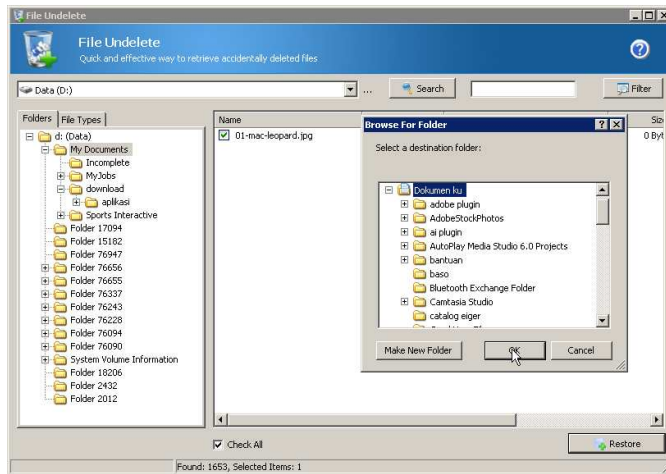 File Undelete
File Undelete
Quick and effective way to retrieve accidentally deleted files
Data (D:)
...
Search
Filter
Folders
File Types
d: (Data)
My Documents
Incomplete
MyJobs
download
aplikasi
Sports Interactive
Folder 17094
Folder 15182
Folder 76947
Folder 76656
Folder 76655
Folder 76337
Folder 76243
Folder 76228
Folder 76094
Folder 76090
System Volume Information
Folder 18206
Folder 2432
Folder 2012
Name
01-mac-leopard.jpg
Browse For Folder
Select a destination folder:
Dokumen ku
adobe plugin
AdobeStockPhotos
ai plugin
AutoPlay Media Studio 6.0 Projects
bantuan
baso
Bluetooth Exchange Folder
Camtasia Studio
catalog eiger
Make New Folder
OK
Cancel
Check All
Restore
Found: 1653, Selected Items: 1